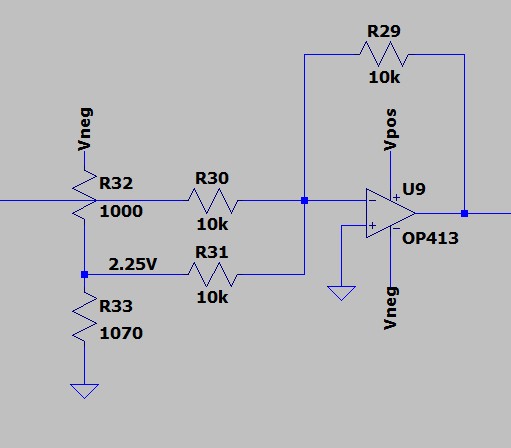 R29
10k
Vneg
Vpos
R32
1000
R30
10k
U9
OP413
2.25V
R31
10k
Vneg
R33
1070